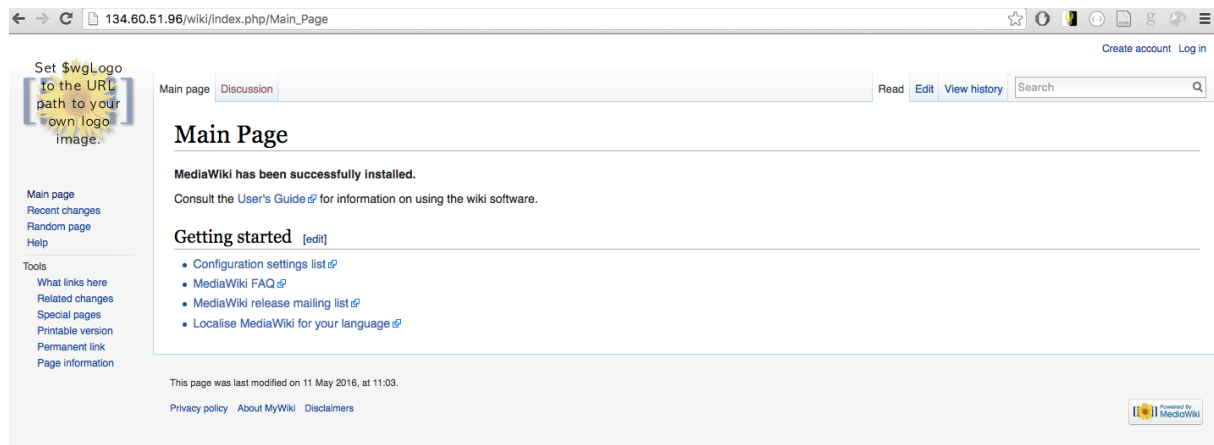 134.60.51.96/wiki/index.php/Main_Page
Create account Log in
Set $wgLogo
to the URL
path to your
own logo
image.
Main page Discussion
Read Edit View history Search
Main Page
MediaWiki has been successfully installed.
Consult the User's Guide for information on using the wiki software.
Getting started [edit]
Configuration settings list
MediaWiki FAQ
MediaWiki release mailing list
Localise MediaWiki for your language
Main page
Recent changes
Random page
Help
Tools
What links here
Related changes
Special pages
Printable version
Permanent link
Page information
This page was last modified on 11 May 2016, at 11:03.
Privacy policy About MyWiki Disclaimers
Powered By
MediaWiki